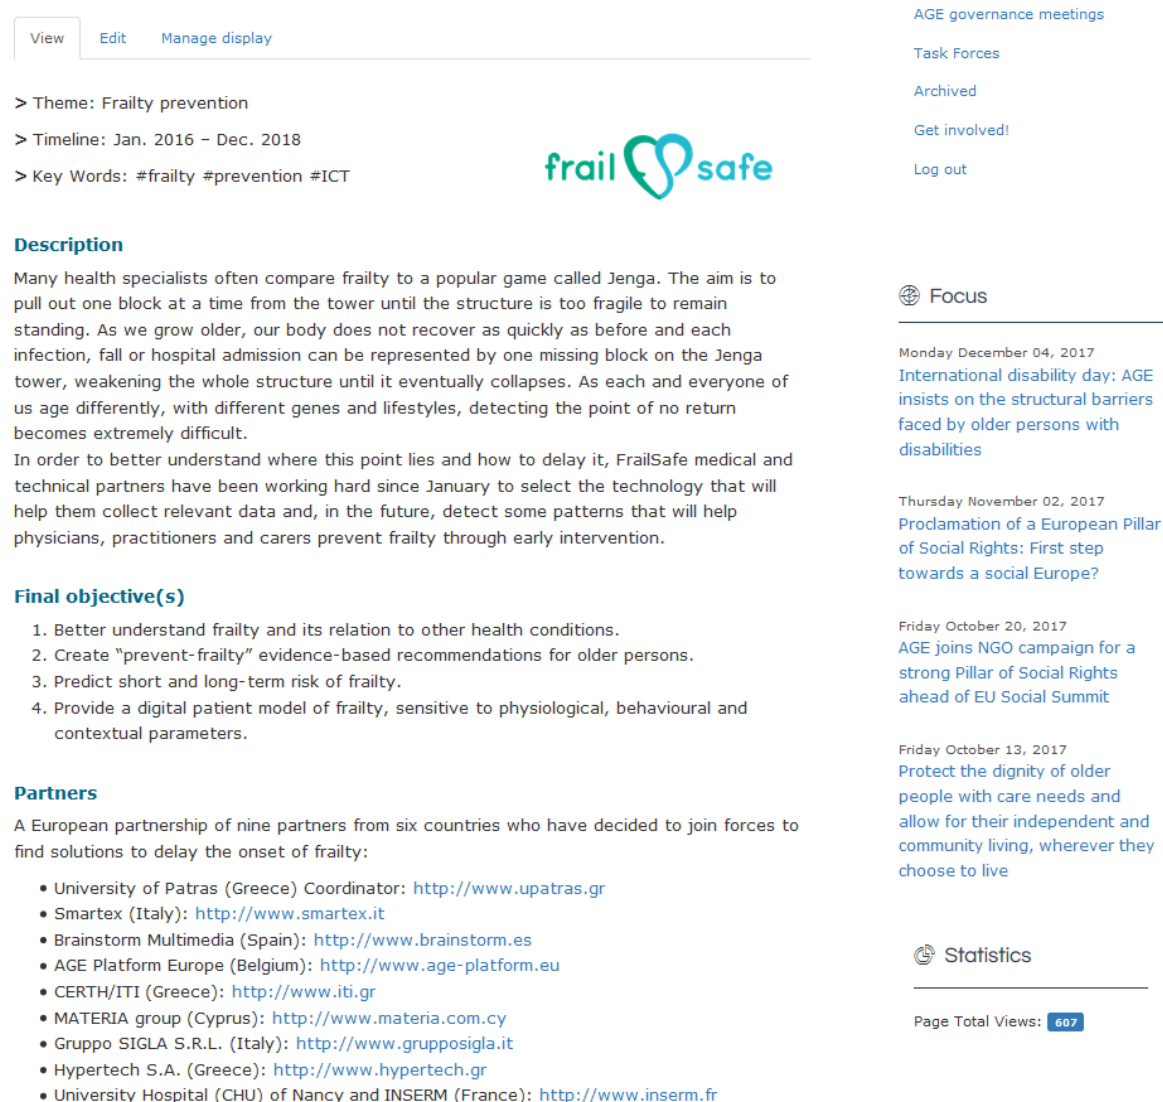 View Edit Manage display
> Theme: Frailty prevention
> Timeline: Jan. 2016 – Dec. 2018
> Key Words: #frailty #prevention #ICT
frail safe
Description
Many health specialists often compare frailty to a popular game called Jenga. The aim is to
pull out one block at a time from the tower until the structure is too fragile to remain
standing. As we grow older, our body does not recover as quickly as before and each
infection, fall or hospital admission can be represented by one missing block on the Jenga
tower, weakening the whole structure until it eventually collapses. As each and everyone of
us age differently, with different genes and lifestyles, detecting the point of no return
becomes extremely difficult.
In order to better understand where this point lies and how to delay it, FrailSafe medical and
technical partners have been working hard since January to select the technology that will
help them collect relevant data and, in the future, detect some patterns that will help
physicians, practitioners and carers prevent frailty through early intervention.
Final objective(s)
1. Better understand frailty and its relation to other health conditions.
2. Create “prevent-frailty” evidence-based recommendations for older persons.
3. Predict short and long-term risk of frailty.
4. Provide a digital patient model of frailty, sensitive to physiological, behavioural and
contextual parameters.
Partners
A European partnership of nine partners from six countries who have decided to join forces to
find solutions to delay the onset of frailty:
• University of Patras (Greece) Coordinator: http://www.upatras.gr
• Smartex (Italy): http://www.smartex.it
• Brainstorm Multimedia (Spain): http://www.brainstorm.es
• AGE Platform Europe (Belgium): http://www.age-platform.eu
• CERTH/ITI (Greece): http://www.iti.gr
• MATERIA group (Cyprus): http://www.materia.com.cy
• Gruppo SIGLA S.R.L. (Italy): http://www.grupposigla.it
• Hypertech S.A. (Greece): http://www.hypertech.gr
• University Hospital (CHU) of Nancy and INSERM (France): http://www.inserm.fr
AGE governance meetings
Task Forces
Archived
Get involved!
Log out
Focus
Monday December 04, 2017
International disability day: AGE
insists on the structural barriers
faced by older persons with
disabilities
Thursday November 02, 2017
Proclamation of a European Pillar
of Social Rights: First step
towards a social Europe?
Friday October 20, 2017
AGE joins NGO campaign for a
strong Pillar of Social Rights
ahead of EU Social Summit
Friday October 13, 2017
Protect the dignity of older
people with care needs and
allow for their independent and
community living, wherever they
choose to live
Statistics
Page Total Views: 607